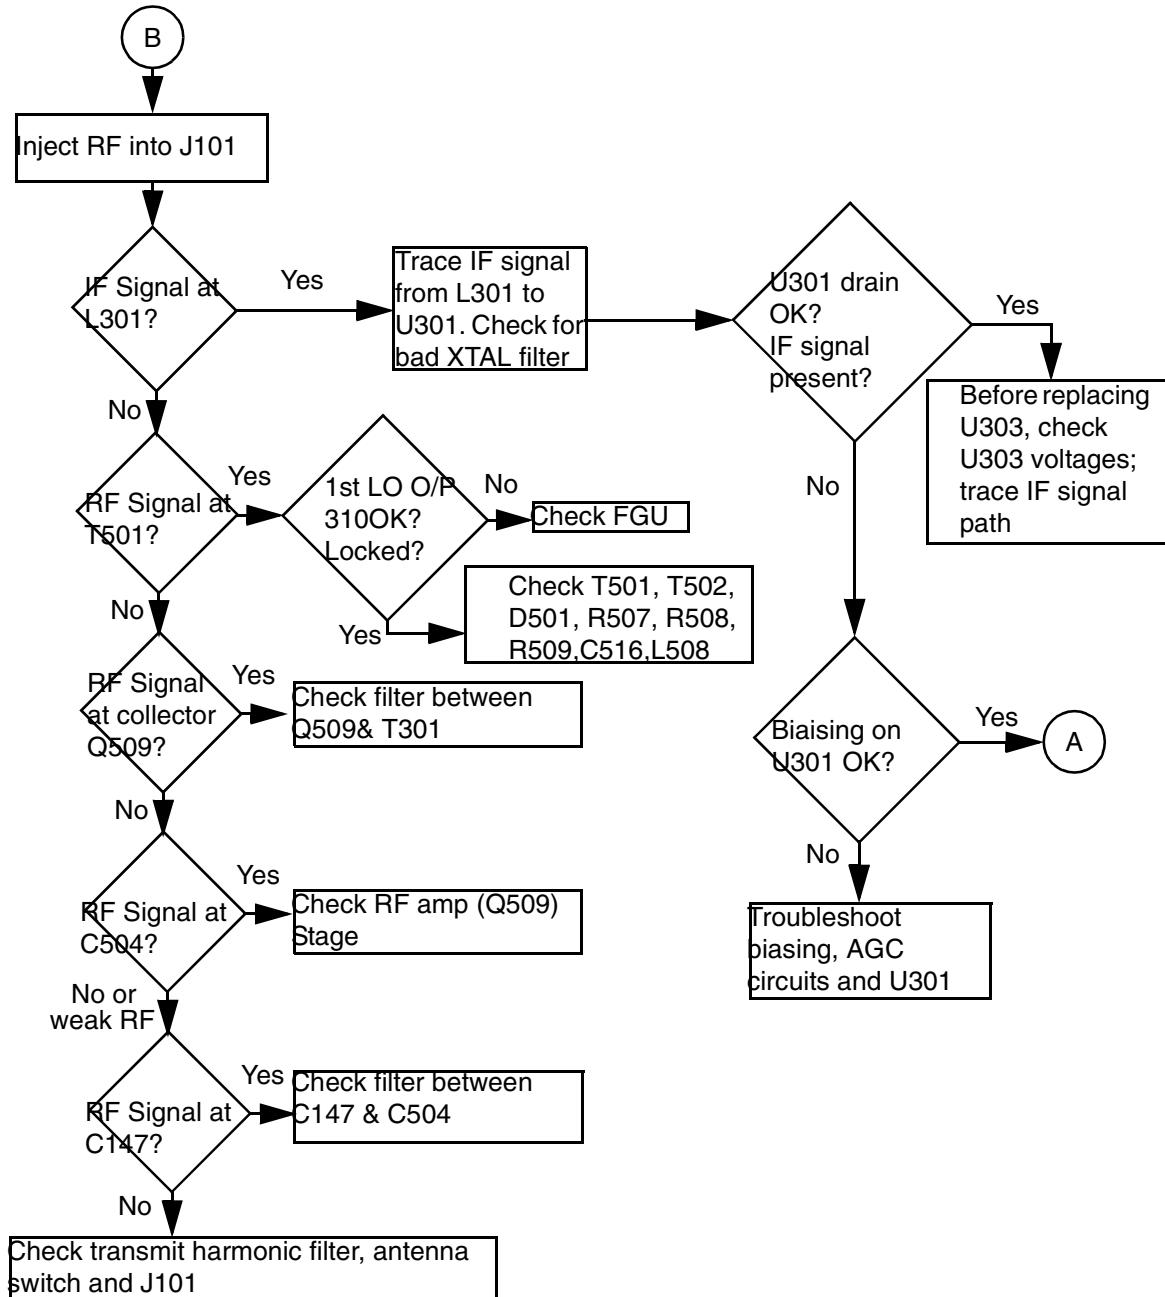 B
Inject RF into J101
IF Signal at
L301?
Yes
Trace IF signal
from L301 to
U301. Check for
bad XTAL filter
U301 drain
OK?
IF signal
present?
Yes
Before replacing
U303, check
U303 voltages;
trace IF signal
path
No
RF Signal at
T501?
Yes
1st LO O/P
310OK?
Locked?
No
Check FGU
Yes
Check T501, T502,
D501, R507, R508,
R509,C516,L508
No
No
RF Signal
at collector
Q509?
Yes
Check filter between
Q509& T301
Biaising on
U301 OK?
Yes
A
No
Troubleshoot
biasing, AGC
circuits and U301
No
RF Signal at
C504?
Yes
Check RF amp (Q509)
Stage
No or
weak RF
RF Signal at
C147?
Yes
Check filter between
C147 & C504
No
Check transmit harmonic filter, antenna
switch and J101